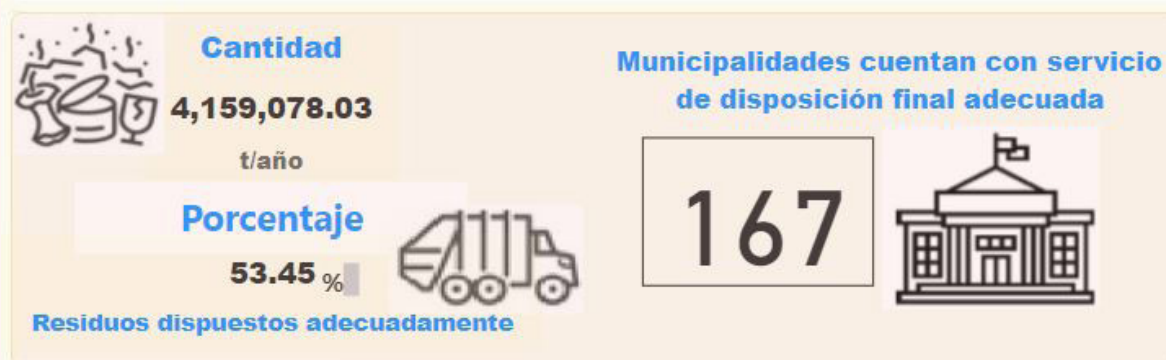 Cantidad
4,159,078.03
t/año
Porcentaje
53.45 %
Residuos dispuestos adecuadamente
Municipalidades cuentan con servicio
de disposición final adecuada
167